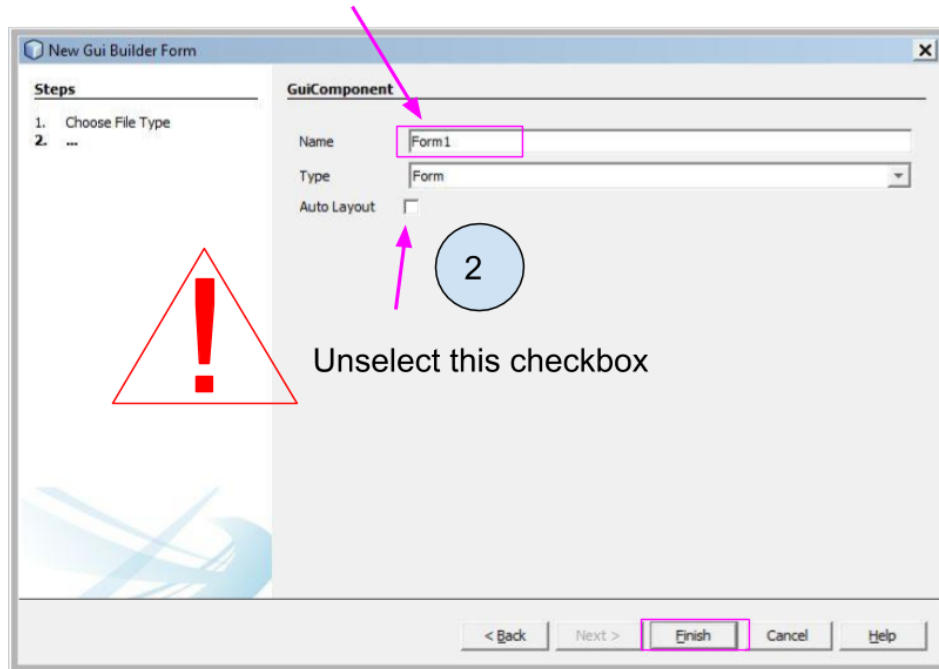 New Gui Builder Form
Steps
1. Choose File Type
2. ...
GuiComponent
Name Form1
Type Form
Auto Layout
2
!
Unselect this checkbox
< Back Next > Finish Cancel Help